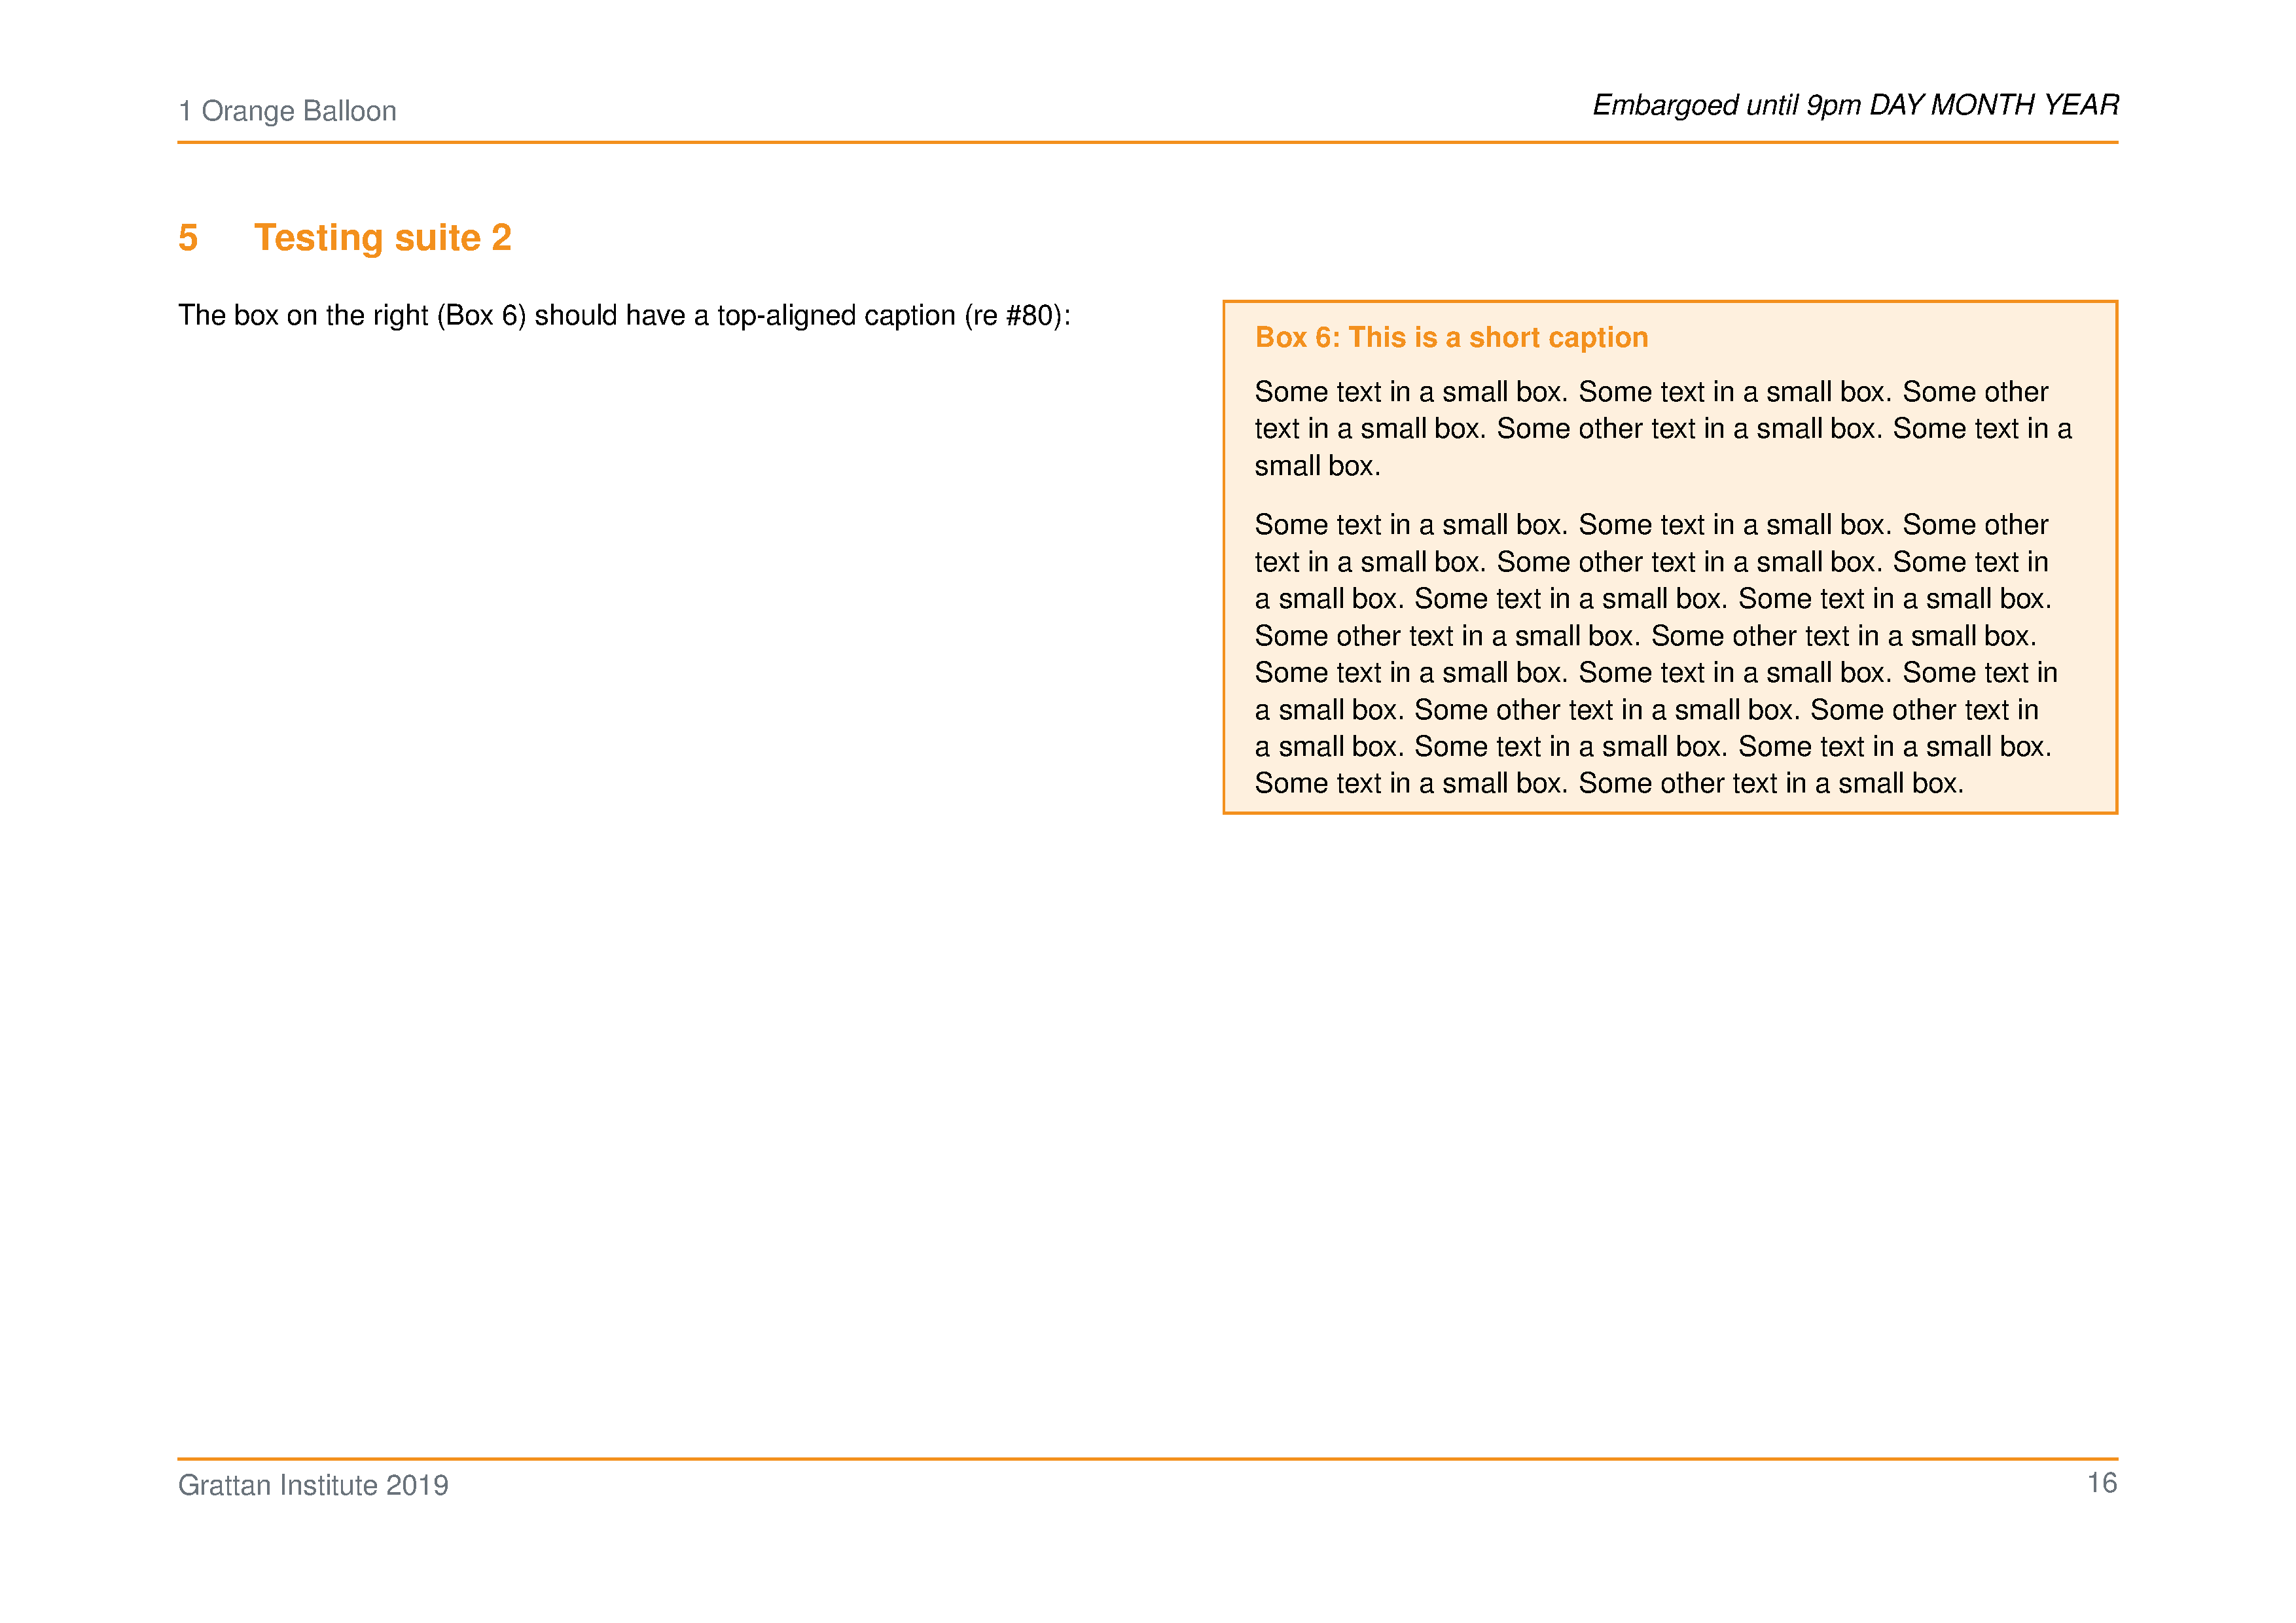 1 Orange Balloon
Embargoed until 9pm DAY MONTH YEAR
5 Testing suite 2
The box on the right (Box 6) should have a top-aligned caption (re #80):
Box 6: This is a short caption
Some text in a small box. Some text in a small box. Some other
text in a small box. Some other text in a small box. Some text in a
small box.
Some text in a small box. Some text in a small box. Some other
text in a small box. Some other text in a small box. Some text in
a small box. Some text in a small box. Some text in a small box.
Some other text in a small box. Some other text in a small box.
Some text in a small box. Some text in a small box. Some text in
a small box. Some other text in a small box. Some other text in
a small box. Some text in a small box. Some text in a small box.
Some text in a small box. Some other text in a small box.
Grattan Institute 2019
16